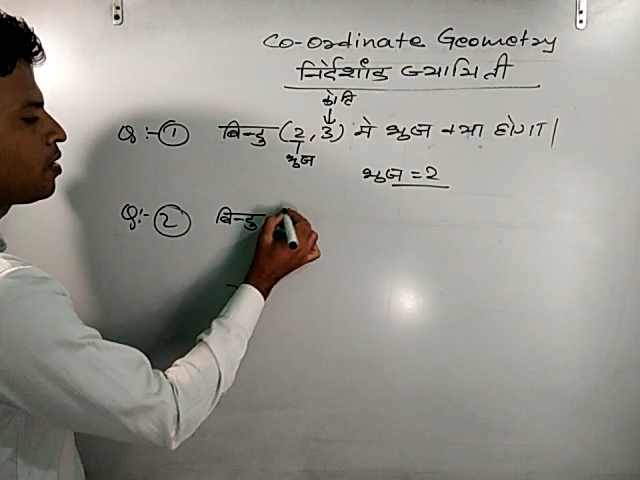 Co-ordinate Geometry
निर्देशांक ज्यामिती
कोटि
Q:-① बिन्दु (2,3) मे भुज क्या होगा|
भुज
भुज = 2
Q:-② बिन्दु